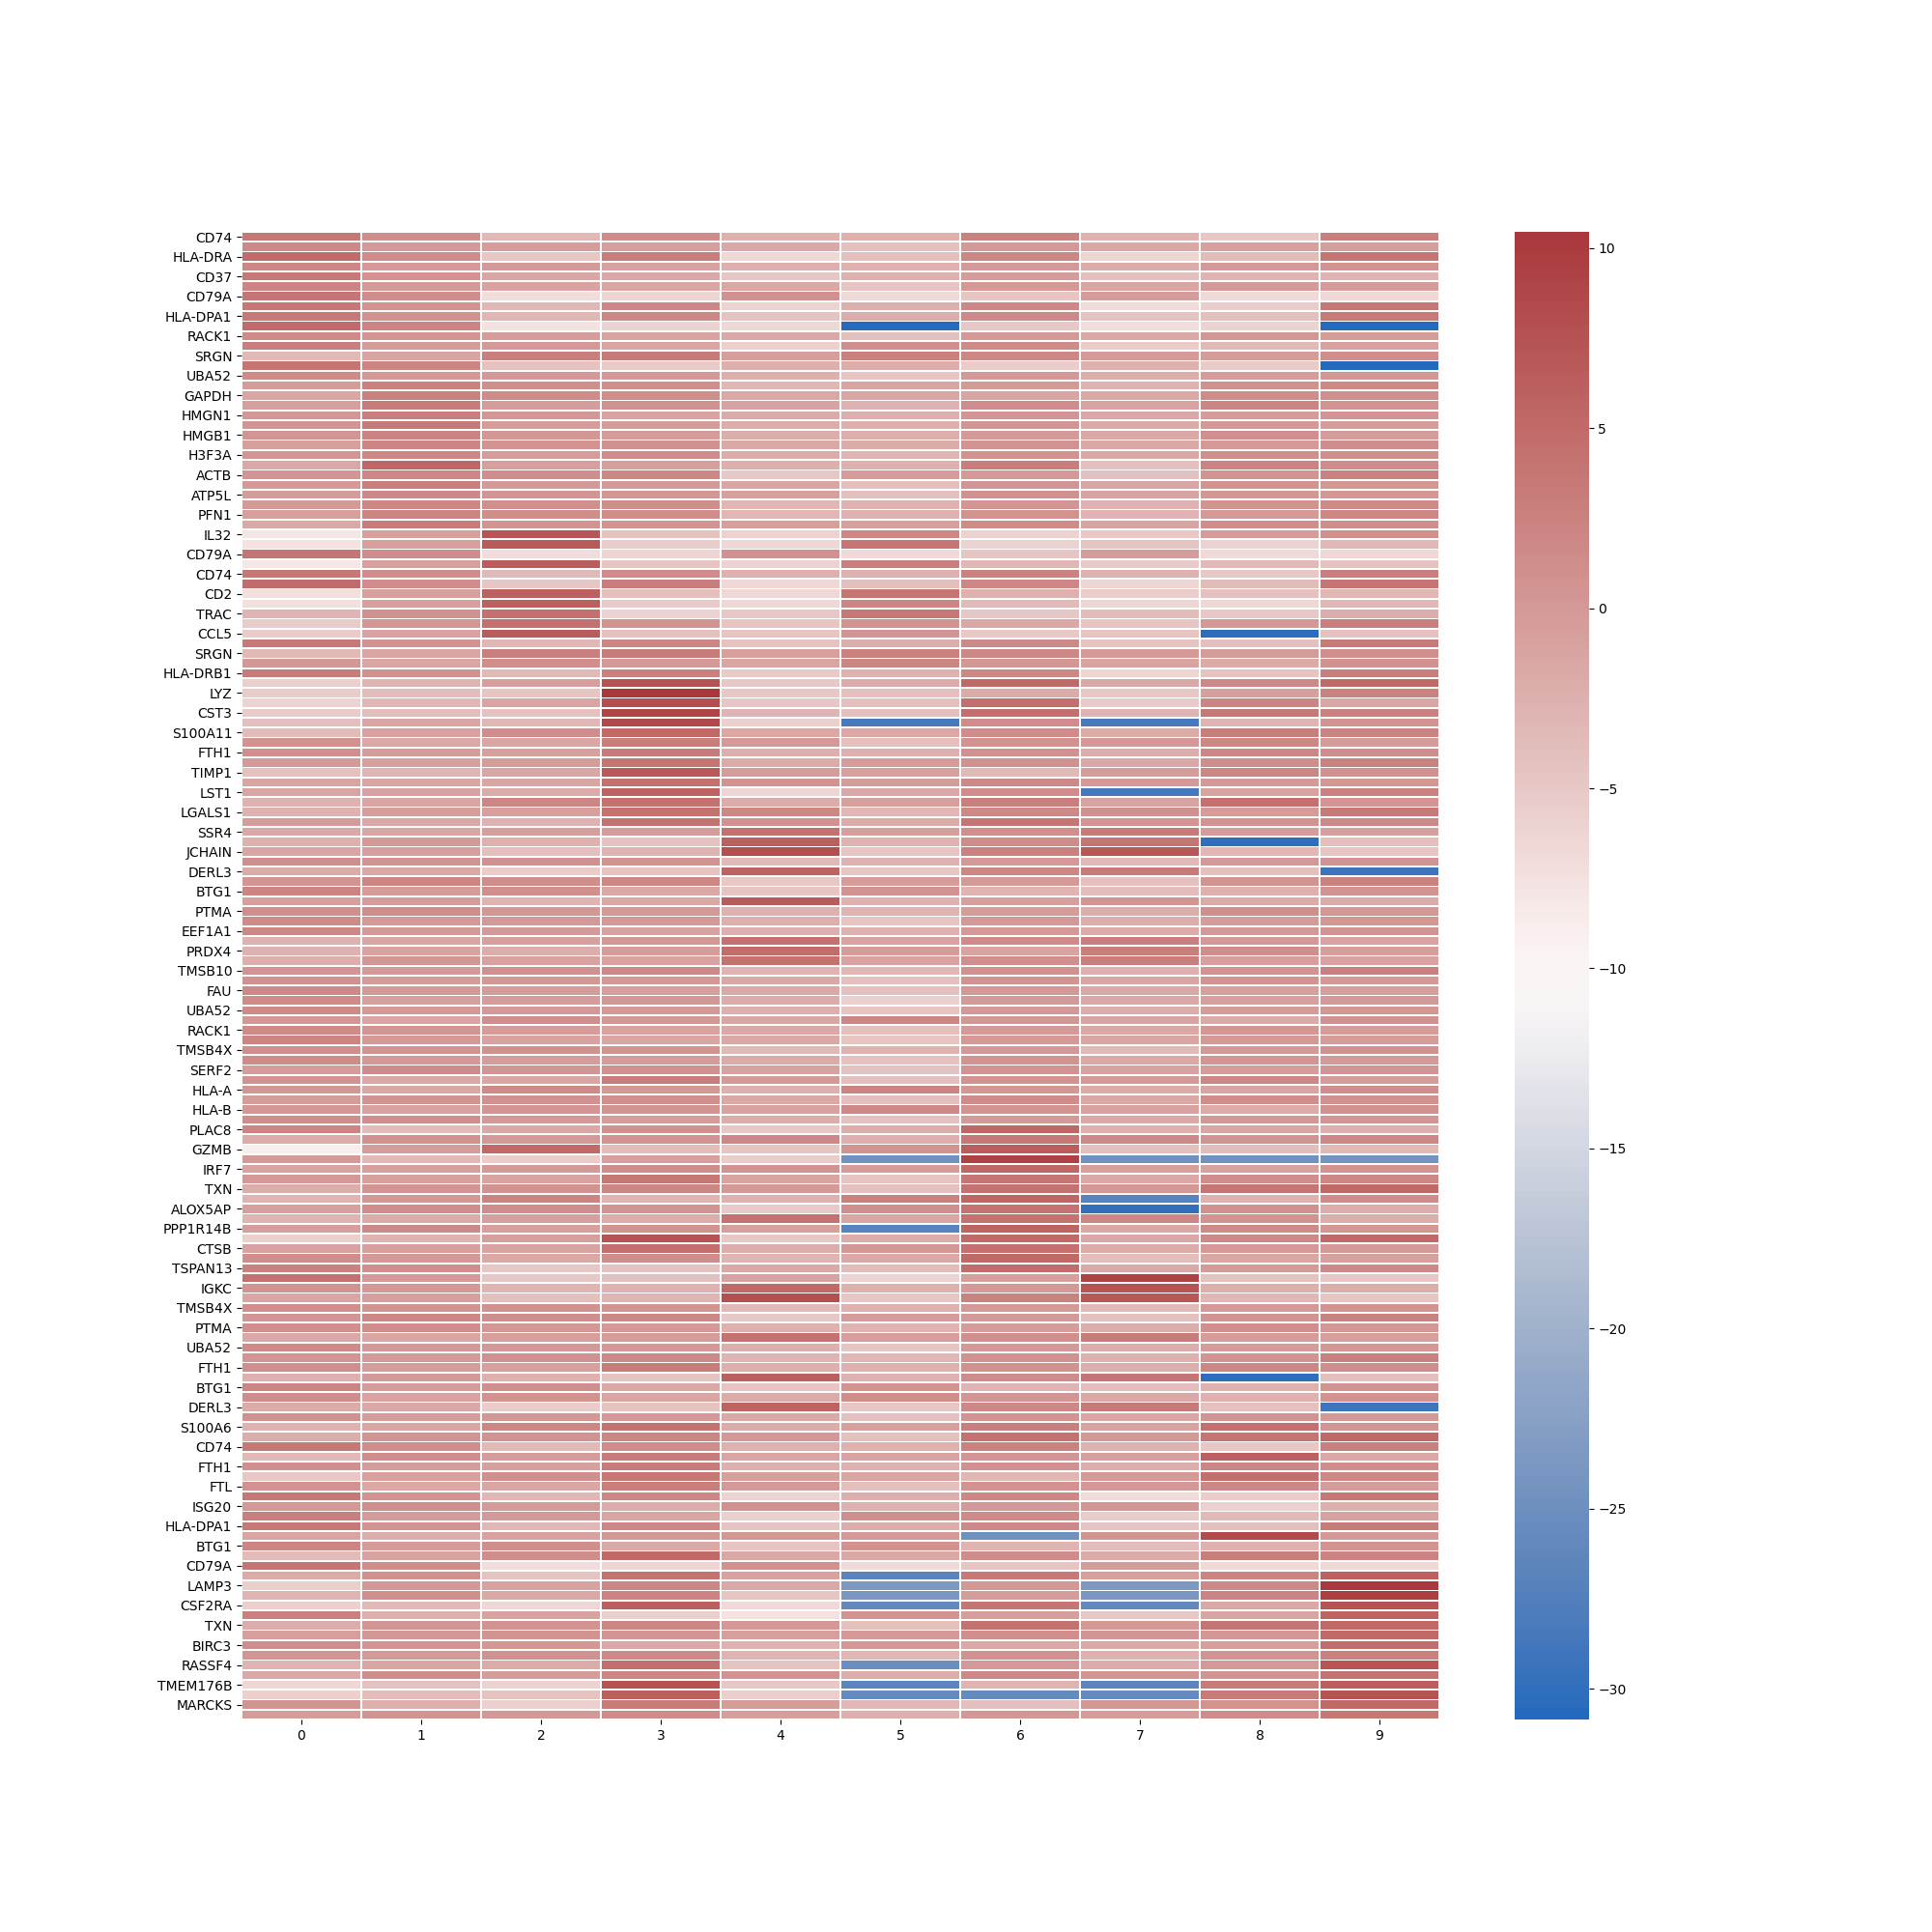 CD74
HLA-DRA
CD37
CD79A
HLA-DPA1
RACK1
SRGN
UBA52
GAPDH
HMGN1
HMGB1
H3F3A
ACTB
ATP5L
PFN1
IL32
CD79A
CD74
CD2
TRAC
CCL5
SRGN
HLA-DRB1
LYZ
CST3
S100A11
FTH1
TIMP1
LST1
LGALS1
SSR4
JCHAIN
DERL3
BTG1
PTMA
EEF1A1
PRDX4
TMSB10
FAU
UBA52
RACK1
TMSB4X
SERF2
HLA-A
HLA-B
PLAC8
GZMB
IRF7
TXN
ALOX5AP
PPP1R14B
CTSB
TSPAN13
IGKC
TMSB4X
PTMA
UBA52
FTH1
BTG1
DERL3
S100A6
CD74
FTH1
FTL
ISG20
HLA-DPA1
BTG1
CD79A
LAMP3
CSF2RA
TXN
BIRC3
RASSF4
TMEM176B
MARCKS
0 1 2 3 4 5 6 7 8 9
10
5
0
−5
−10
−15
−20
−25
−30